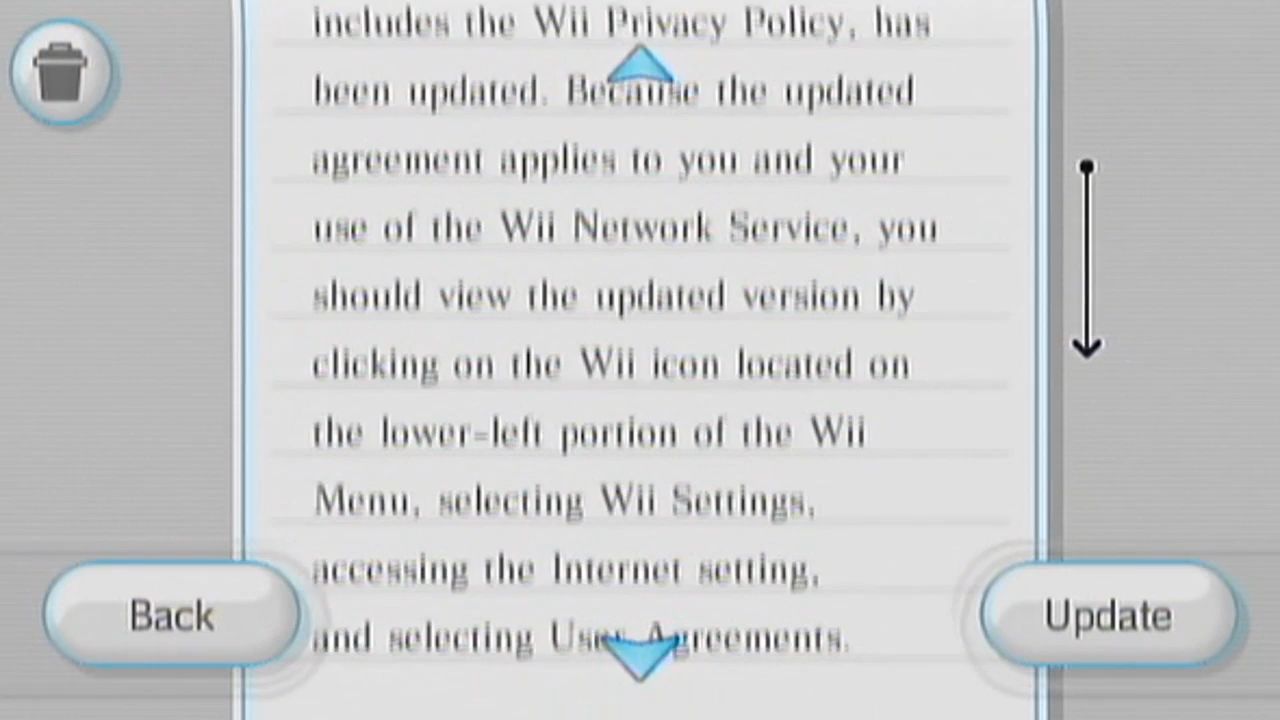 includes the Wii Privacy Policy, has
been updated. Because the updated
agreement applies to you and your
use of the Wii Network Service, you
should view the updated version by
clicking on the Wii icon located on
the lower-left portion of the Wii
Menu, selecting Wii Settings,
accessing the Internet setting,
and selecting User Agreements.
Back
Update